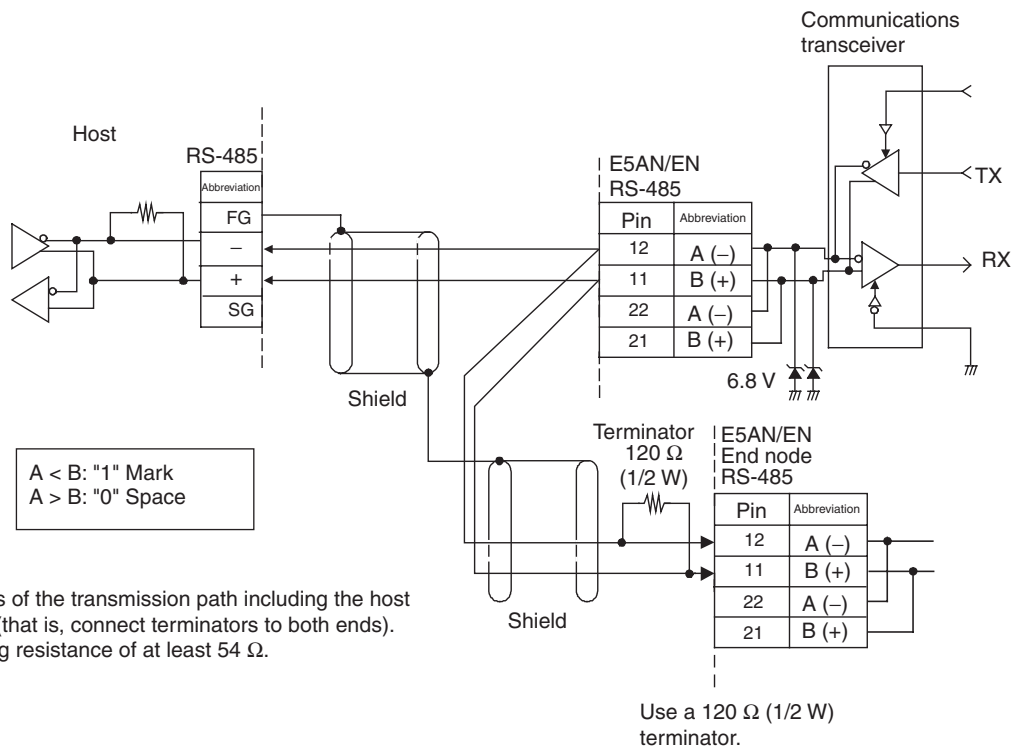 Communications
transceiver
Host
RS-485
Abbreviation
FG
−
+
SG
E5AN/EN
RS-485
Pin Abbreviation
12 A (−)
11 B (+)
22 A (−)
21 B (+)
TX
RX
6.8 V
Shield
A < B: "1" Mark
A > B: "0" Space
Terminator
120 Ω
(1/2 W)
E5AN/EN
End node
RS-485
Pin Abbreviation
12 A (−)
11 B (+)
22 A (−)
21 B (+)
Shield
s of the transmission path including the host
(that is, connect terminators to both ends).
g resistance of at least 54 Ω.
Use a 120 Ω (1/2 W)
terminator.